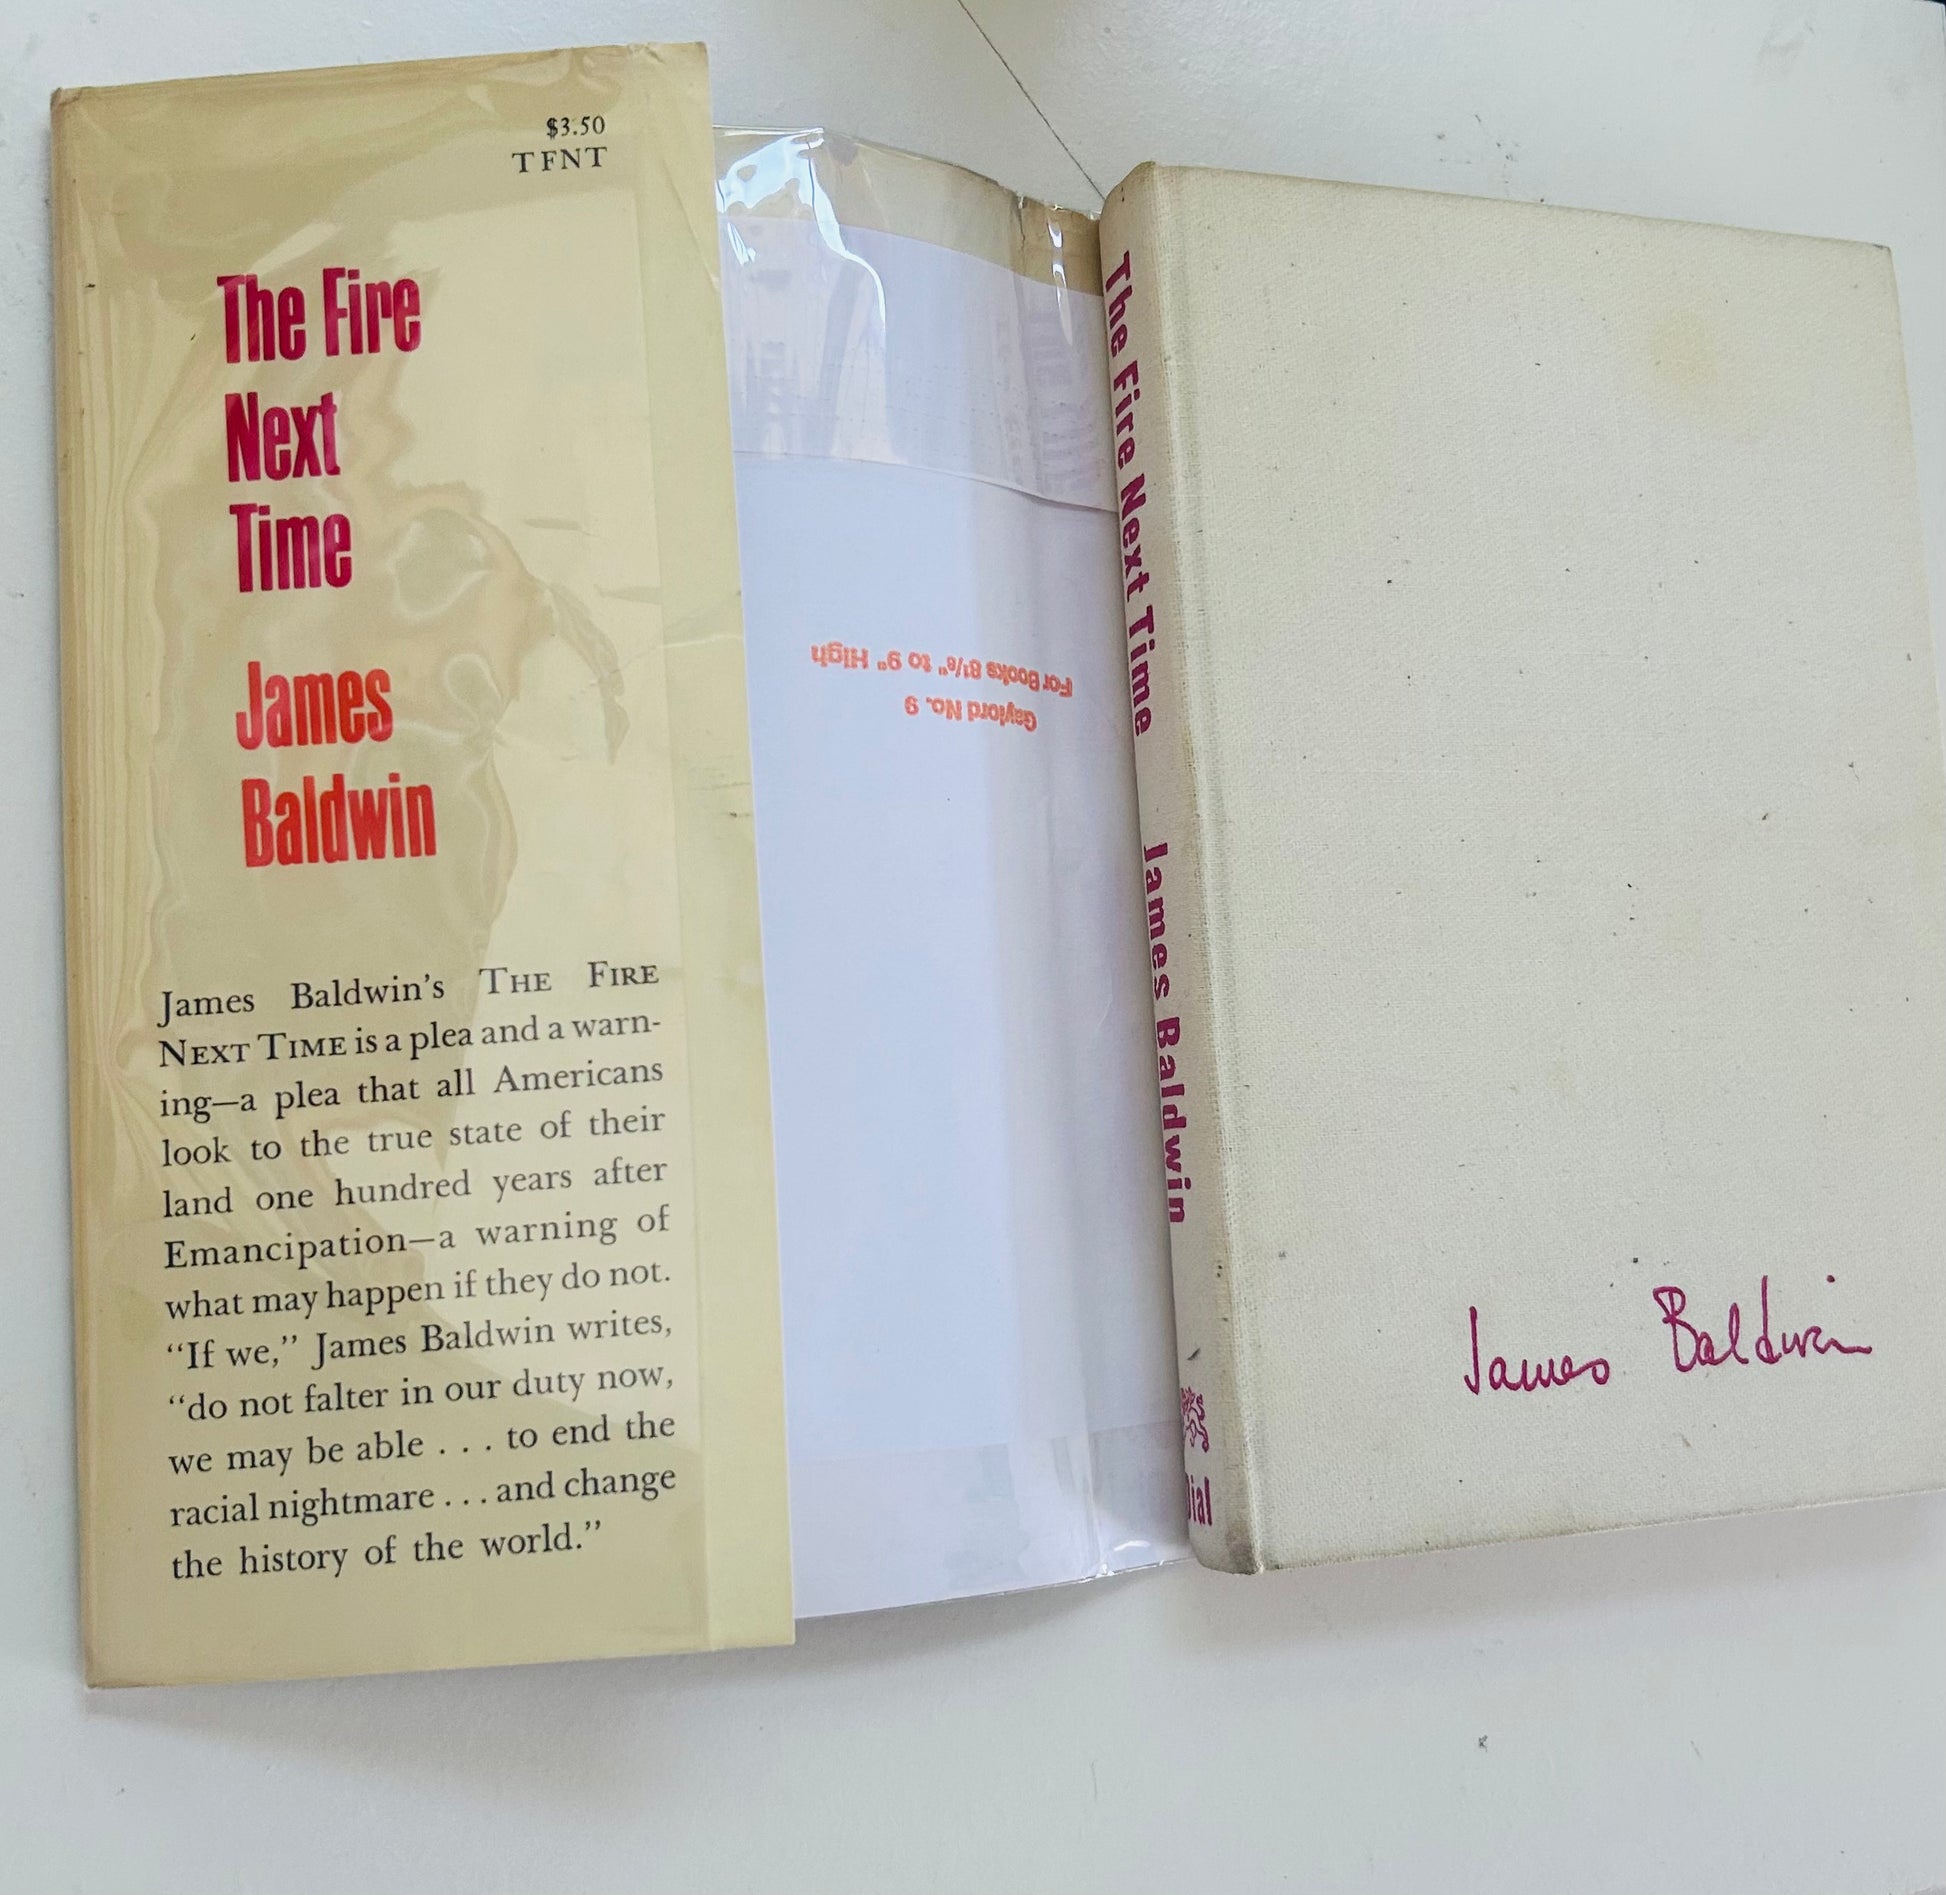 $3.50
TFNT
The Fire
Next
Time
James
Baldwin
James Baldwin's THE FIRE
NEXT TIME is a plea and a warn-
ing—a plea that all Americans
look to the true state of their
land one hundred years after
Emancipation—a warning of
what may happen if they do not.
“If we,” James Baldwin writes,
“do not falter in our duty now,
we may be able . . . to end the
racial nightmare . . . and change
the history of the world.”
Gaylord No. 9
For Books 8⅛" to 9" High
The Fire Next Time James Baldwin
Dial
James Baldwin